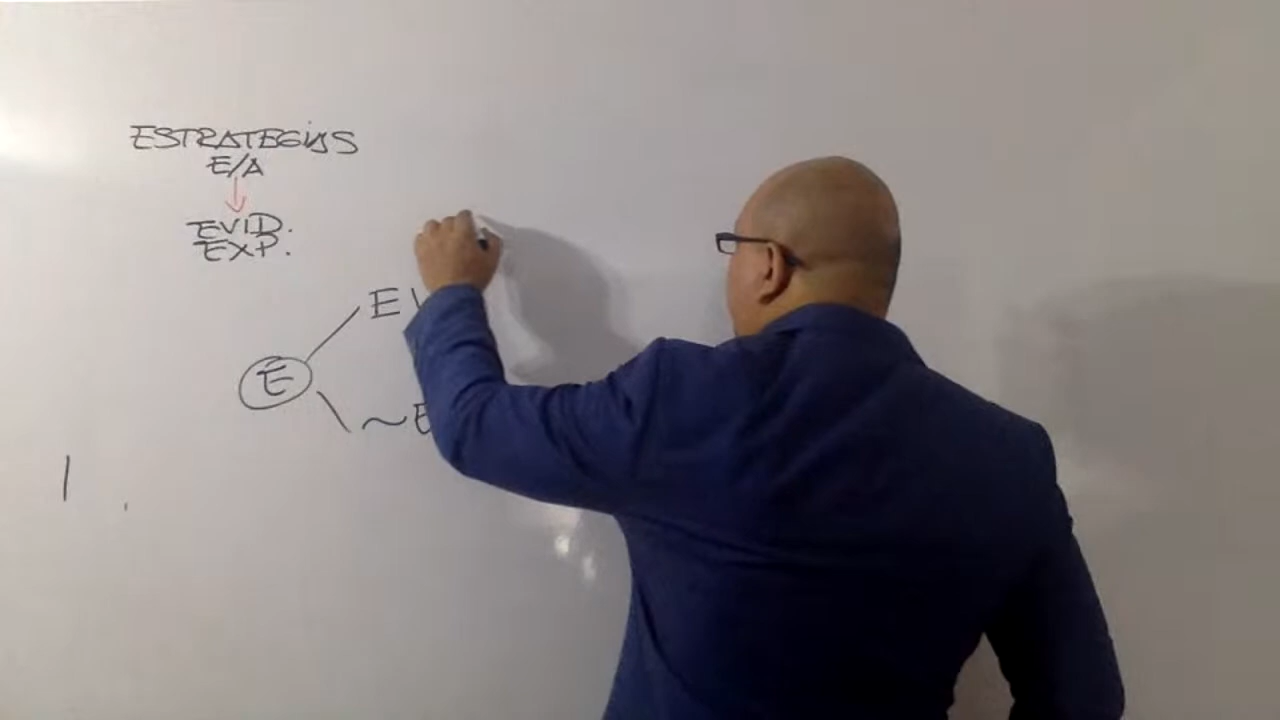 ESTRATEGIAS
E/A
EVID.
EXP.
E
E
~E